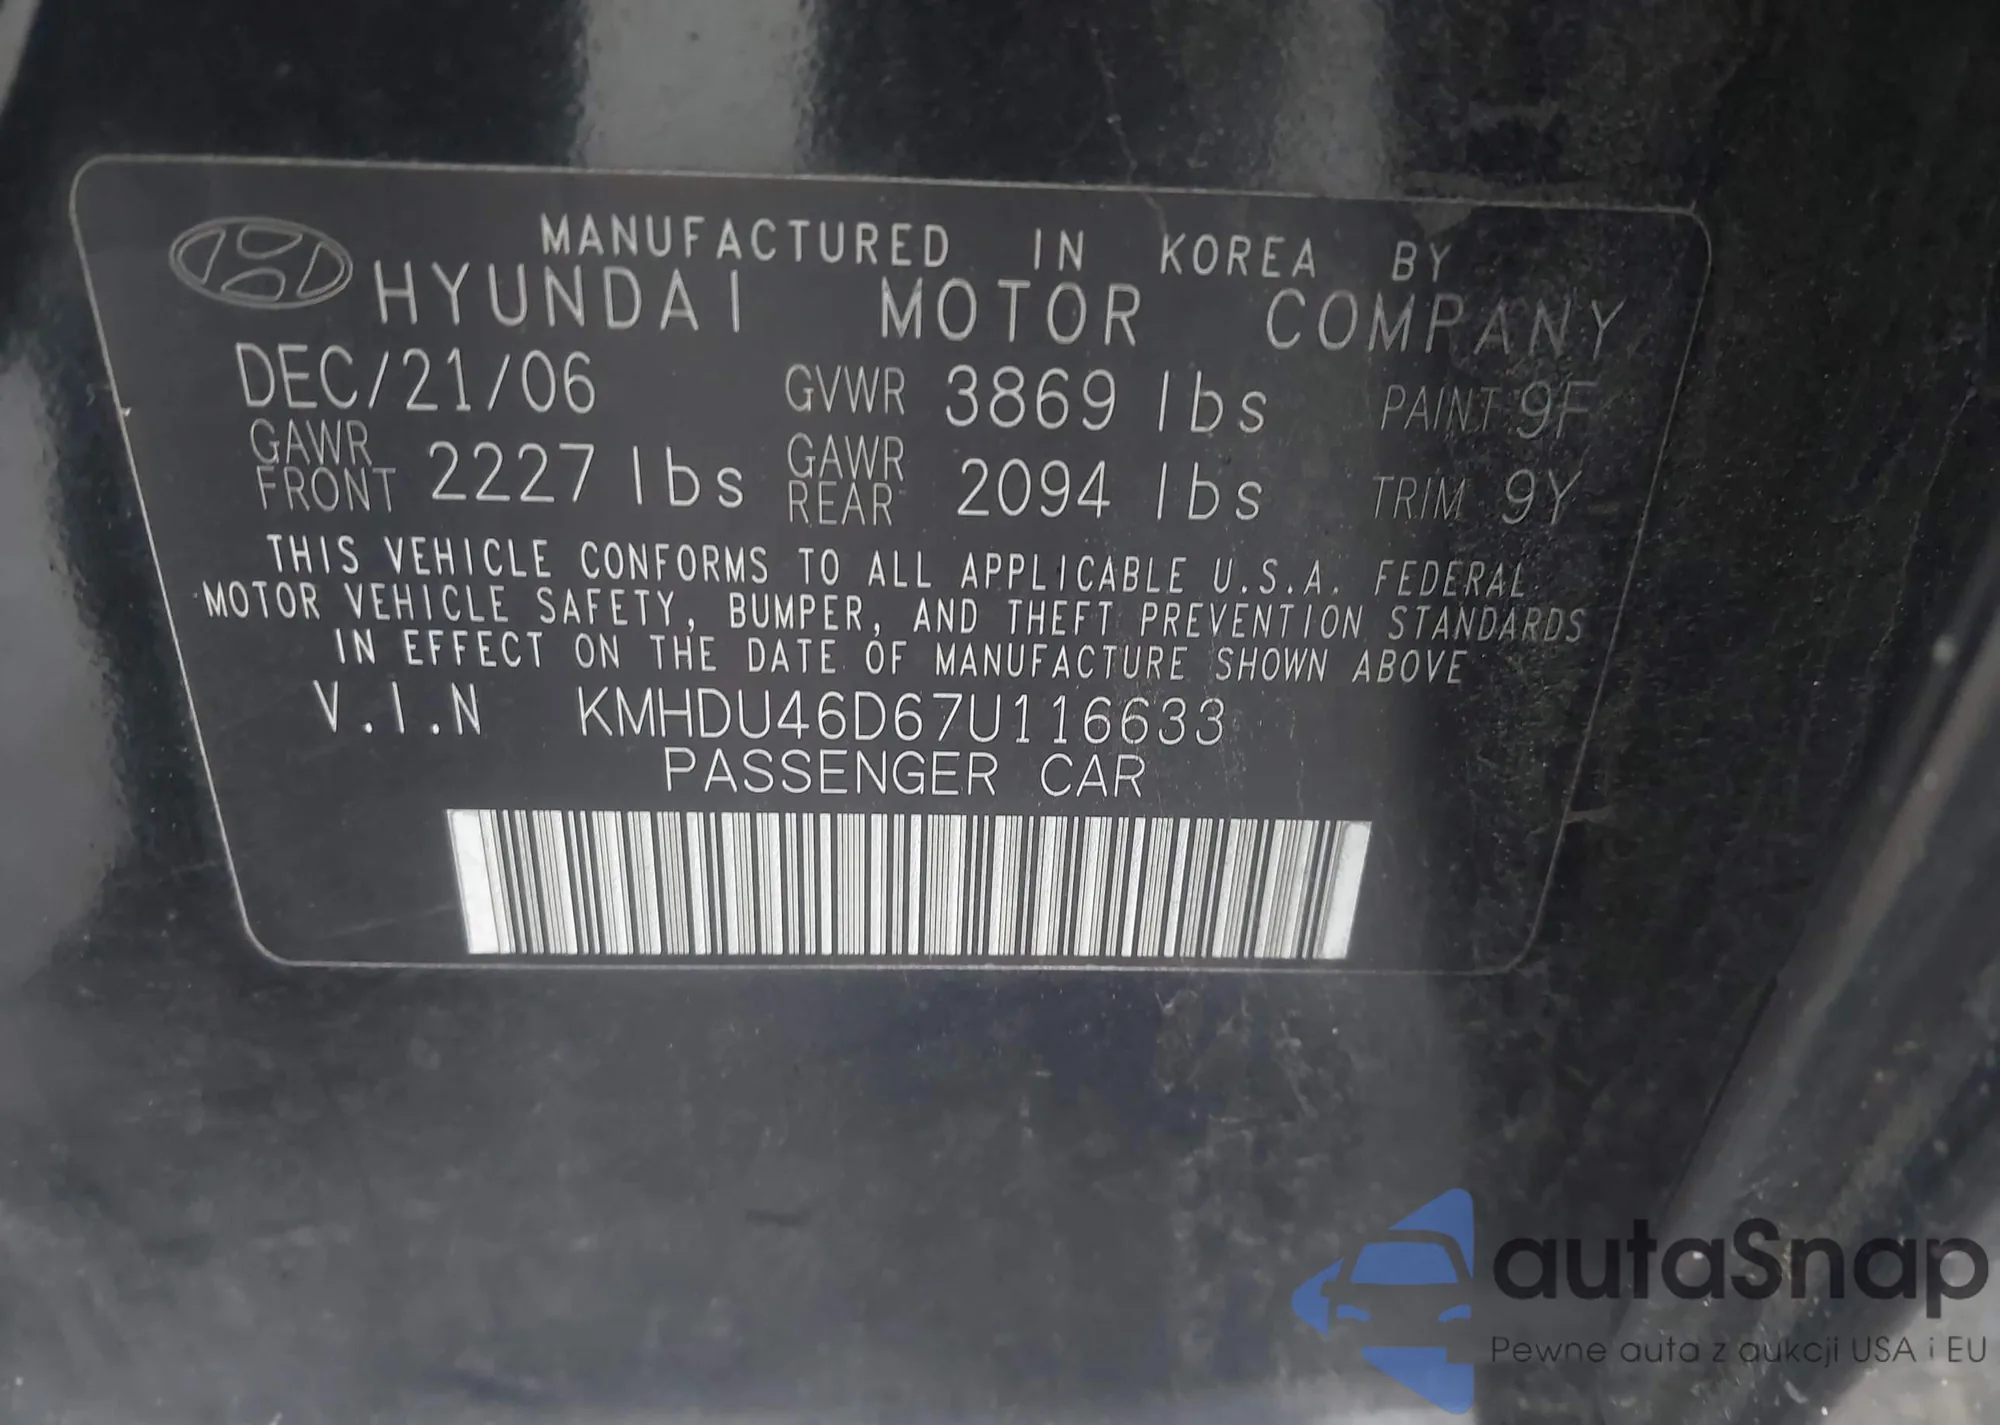 MANUFACTURED IN KOREA BY
HYUNDAI MOTOR COMPANY
DEC/21/06 GVWR 3869 lbs PAINT 9F
GAWR FRONT 2227 lbs GAWR REAR 2094 lbs TRIM 9Y
THIS VEHICLE CONFORMS TO ALL APPLICABLE U.S.A. FEDERAL
MOTOR VEHICLE SAFETY, BUMPER, AND THEFT PREVENTION STANDARDS
IN EFFECT ON THE DATE OF MANUFACTURE SHOWN ABOVE
V.I.N KMHDU46D67U116633
PASSENGER CAR
autaSnap
Pewne auta z aukcji USA i EU